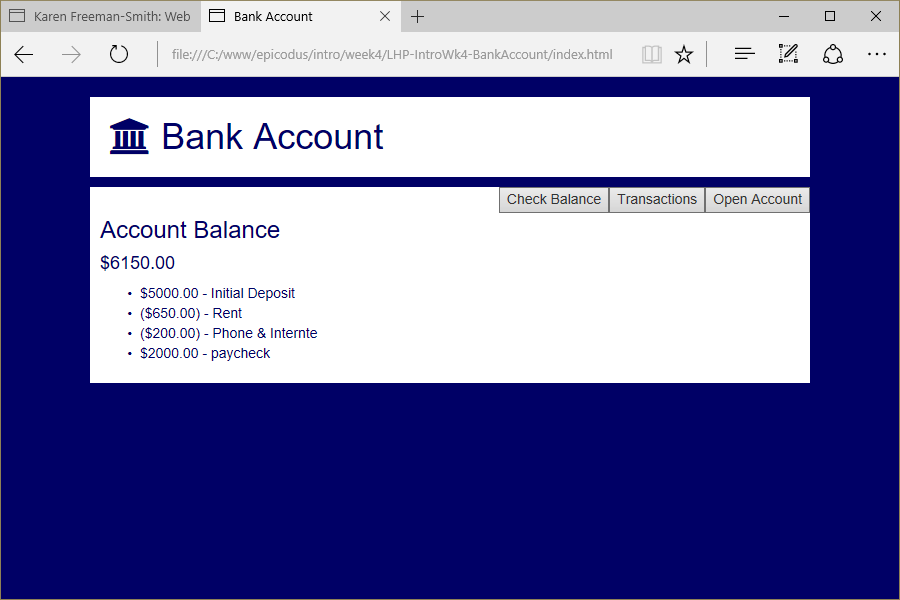 Karen Freeman-Smith: Web
Bank Account
file:///C:/www/epicodus/intro/week4/LHP-IntroWk4-BankAccount/index.html
Bank Account
Check Balance Transactions Open Account
Account Balance
$6150.00
• $5000.00 - Initial Deposit
• ($650.00) - Rent
• ($200.00) - Phone & Internte
• $2000.00 - paycheck